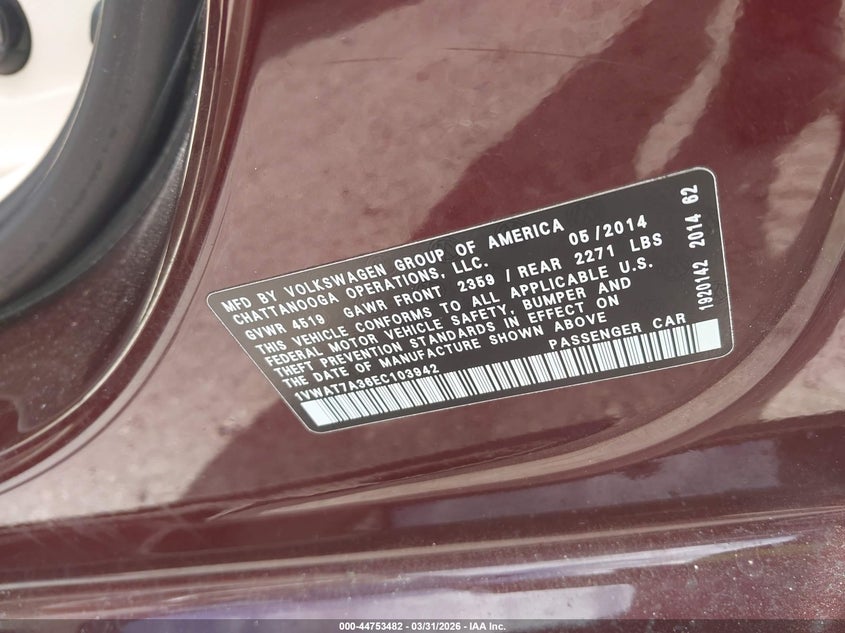 MFD BY VOLKSWAGEN GROUP OF AMERICA 05/2014
CHATTANOOGA OPERATIONS, LLC.
GVWR 4519 GAWR FRONT 2359 / REAR 2271 LBS
THIS VEHICLE CONFORMS TO ALL APPLICABLE U.S.
FEDERAL MOTOR VEHICLE SAFETY, BUMPER AND
THEFT PREVENTION STANDARDS IN EFFECT ON
THE DATE OF MANUFACTURE SHOWN ABOVE
1VWAT7A36EC103942 PASSENGER CAR
1920142 2014 62
000-44753482 - 03/31/2026 - IAA Inc.